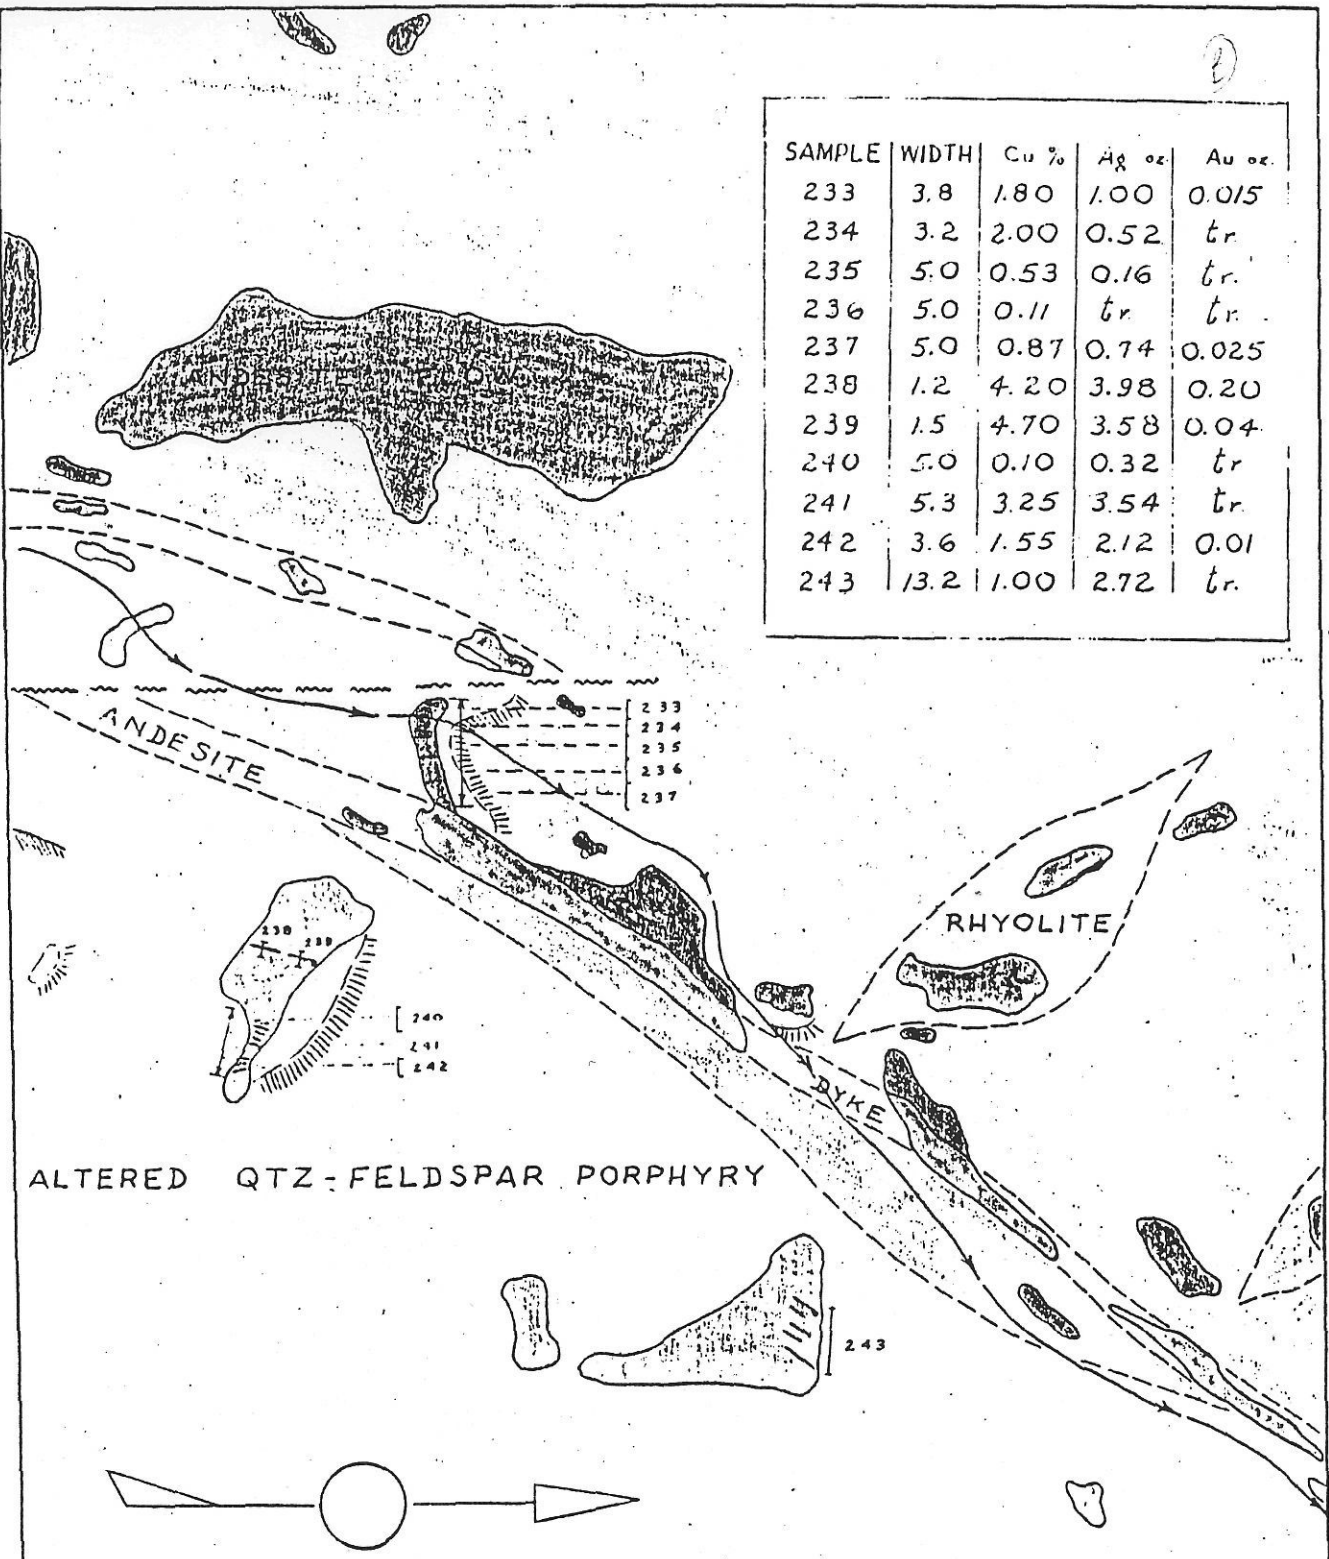 SAMPLE WIDTH Cu % Ag oz. Au oz.
233 3.8 1.80 1.00 0.015
234 3.2 2.00 0.52 tr.
235 5.0 0.53 0.16 tr.
236 5.0 0.11 tr. tr.
237 5.0 0.87 0.74 0.025
238 1.2 4.20 3.98 0.20
239 1.5 4.70 3.58 0.04
240 5.0 0.10 0.32 tr
241 5.3 3.25 3.54 tr.
242 3.6 1.55 2.12 0.01
243 13.2 1.00 2.72 tr.
ANDESITE
233
234
235
236
237
ANDESITE
RHYOLITE
238
239
240
241
242
DYKE
ALTERED QTZ-FELDSPAR PORPHYRY
243